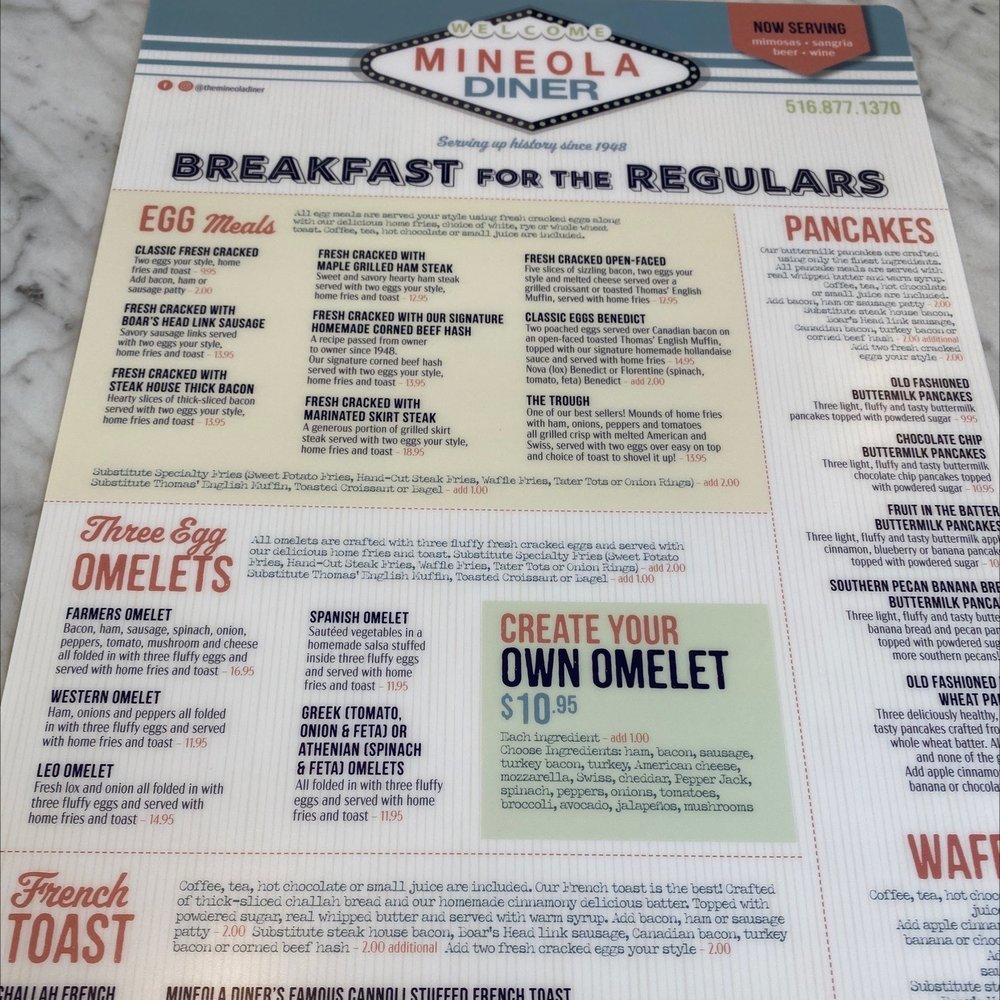 WELCOME
MINEOLA
DINER
NOW SERVING
mimosas • sangria
beer • wine
@themineoladiner
516.877.1370
Serving up history since 1948
BREAKFAST FOR THE REGULARS
EGG Meals
All egg meals are served your style using fresh cracked eggs along
with our delicious home fries, choice of white, rye or whole wheat
toast. Coffee, tea, hot chocolate or small juice are included.
CLASSIC FRESH CRACKED
Two eggs your style, home
fries and toast – 9.95
Add bacon, ham or
sausage patty – 2.00
FRESH CRACKED WITH
BOAR'S HEAD LINK SAUSAGE
Savory sausage links served
with two eggs your style,
home fries and toast – 13.95
FRESH CRACKED WITH
STEAK HOUSE THICK BACON
Hearty slices of thick-sliced bacon
served with two eggs your style,
home fries and toast – 13.95
FRESH CRACKED WITH
MAPLE GRILLED HAM STEAK
Sweet and savory hearty ham steak
served with two eggs your style,
home fries and toast – 12.95
FRESH CRACKED WITH OUR SIGNATURE
HOMEMADE CORNED BEEF HASH
A recipe passed from owner
to owner since 1948.
Our signature corned beef hash
served with two eggs your style,
home fries and toast – 13.95
FRESH CRACKED WITH
MARINATED SKIRT STEAK
A generous portion of grilled skirt
steak served with two eggs your style,
home fries and toast – 18.95
FRESH CRACKED OPEN-FACED
Five slices of sizzling bacon, two eggs your
style and melted cheese served over a
grilled croissant or toasted Thomas' English
Muffin, served with home fries – 12.95
CLASSIC EGGS BENEDICT
Two poached eggs served over Canadian bacon on
an open-faced toasted Thomas' English Muffin,
topped with our signature homemade hollandaise
sauce and served with home fries – 14.95
Nova (lox) Benedict or Florentine (spinach,
tomato, feta) Benedict – add 2.00
THE TROUGH
One of our best sellers! Mounds of home fries
with ham, onions, peppers and tomatoes
all grilled crisp with melted American and
Swiss, served with two eggs over easy on top
and choice of toast to shovel it up! – 13.95
Substitute Specialty Fries (Sweet Potato Fries, Hand-Cut Steak Fries, Waffle Fries, Tater Tots or Onion Rings) – add 2.00
Substitute Thomas' English Muffin, Toasted Croissant or Bagel – add 1.00
Three Egg
OMELETS
All omelets are crafted with three fluffy fresh cracked eggs and served with
our delicious home fries and toast. Substitute Specialty Fries (Sweet Potato
Fries, Hand-Cut Steak Fries, Waffle Fries, Tater Tots or Onion Rings) – add 2.00
Substitute Thomas' English Muffin, Toasted Croissant or Bagel – add 1.00
FARMERS OMELET
Bacon, ham, sausage, spinach, onion,
peppers, tomato, mushroom and cheese
all folded in with three fluffy eggs and
served with home fries and toast – 16.95
WESTERN OMELET
Ham, onions and peppers all folded
in with three fluffy eggs and served
with home fries and toast – 11.95
LEO OMELET
Fresh lox and onion all folded in with
three fluffy eggs and served with
home fries and toast – 14.95
SPANISH OMELET
Sautéed vegetables in a
homemade salsa stuffed
inside three fluffy eggs
and served with home
fries and toast – 11.95
GREEK (TOMATO,
ONION & FETA) OR
ATHENIAN (SPINACH
& FETA) OMELETS
All folded in with three fluffy
eggs and served with home
fries and toast – 11.95
CREATE YOUR
OWN OMELET
$10.95
Each ingredient – add 1.00
Choose Ingredients: ham, bacon, sausage,
turkey bacon, turkey, American cheese,
mozzarella, Swiss, cheddar, Pepper Jack,
spinach, peppers, onions, tomatoes,
broccoli, avocado, jalapeños, mushrooms
French
TOAST
Coffee, tea, hot chocolate or small juice are included. Our French toast is the best! Crafted
of thick-sliced challah bread and our homemade cinnamony delicious batter. Topped with
powdered sugar, real whipped butter and served with warm syrup. Add bacon, ham or sausage
patty – 2.00 Substitute steak house bacon, Boar's Head link sausage, Canadian bacon, turkey
bacon or corned beef hash – 2.00 additional Add two fresh cracked eggs your style – 2.00
CHALLAH FRENCH
MINEOLA DINER'S FAMOUS CANNOLI STUFFED FRENCH TOAST
PANCAKES
Our buttermilk pancakes are crafted
using only the finest ingredients.
All pancake meals are served with
real whipped butter and warm syrup.
Coffee, tea, hot chocolate
or small juice are included.
Add bacon, ham or sausage patty – 2.00
Substitute steak house bacon,
Boar's Head link sausage,
Canadian bacon, turkey bacon or
corned beef hash – 2.00 additional
Add two fresh cracked
eggs your style – 2.00
OLD FASHIONED
BUTTERMILK PANCAKES
Three light, fluffy and tasty buttermilk
pancakes topped with powdered sugar – 9.95
CHOCOLATE CHIP
BUTTERMILK PANCAKES
Three light, fluffy and tasty buttermilk
chocolate chip pancakes topped
with powdered sugar – 10.95
FRUIT IN THE BATTER
BUTTERMILK PANCAKES
Three light, fluffy and tasty buttermilk
cinnamon, blueberry or banana
topped with powdered sugar –
SOUTHERN PECAN BANANA
BUTTERMILK
Three light, fluffy and tasty
banana bread and pecan
topped with powdered
more southern pecans!
OLD FASHIONED
WHEAT
Three deliciously healthy,
tasty pancakes crafted from
whole wheat batter.
and none of the
Add apple
banana or
Coffee, tea, hot
Add apple
banana or
Substitute